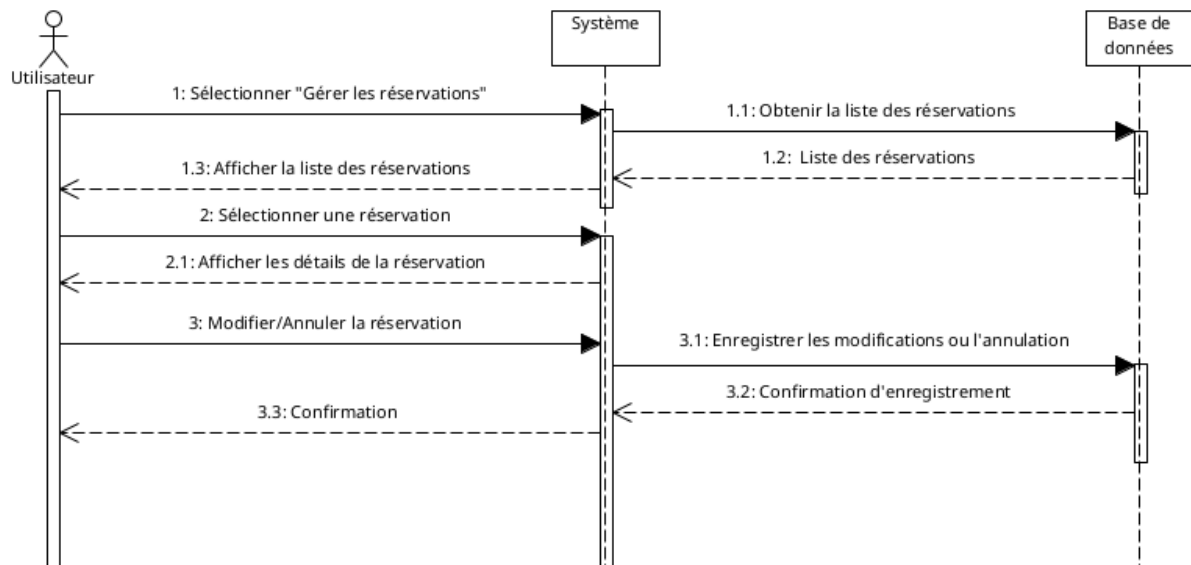 Système
Base de
données
Utilisateur
1: Sélectionner "Gérer les réservations"
1.1: Obtenir la liste des réservations
1.2: Liste des réservations
1.3: Afficher la liste des réservations
2: Sélectionner une réservation
2.1: Afficher les détails de la réservation
3: Modifier/Annuler la réservation
3.1: Enregistrer les modifications ou l'annulation
3.2: Confirmation d'enregistrement
3.3: Confirmation